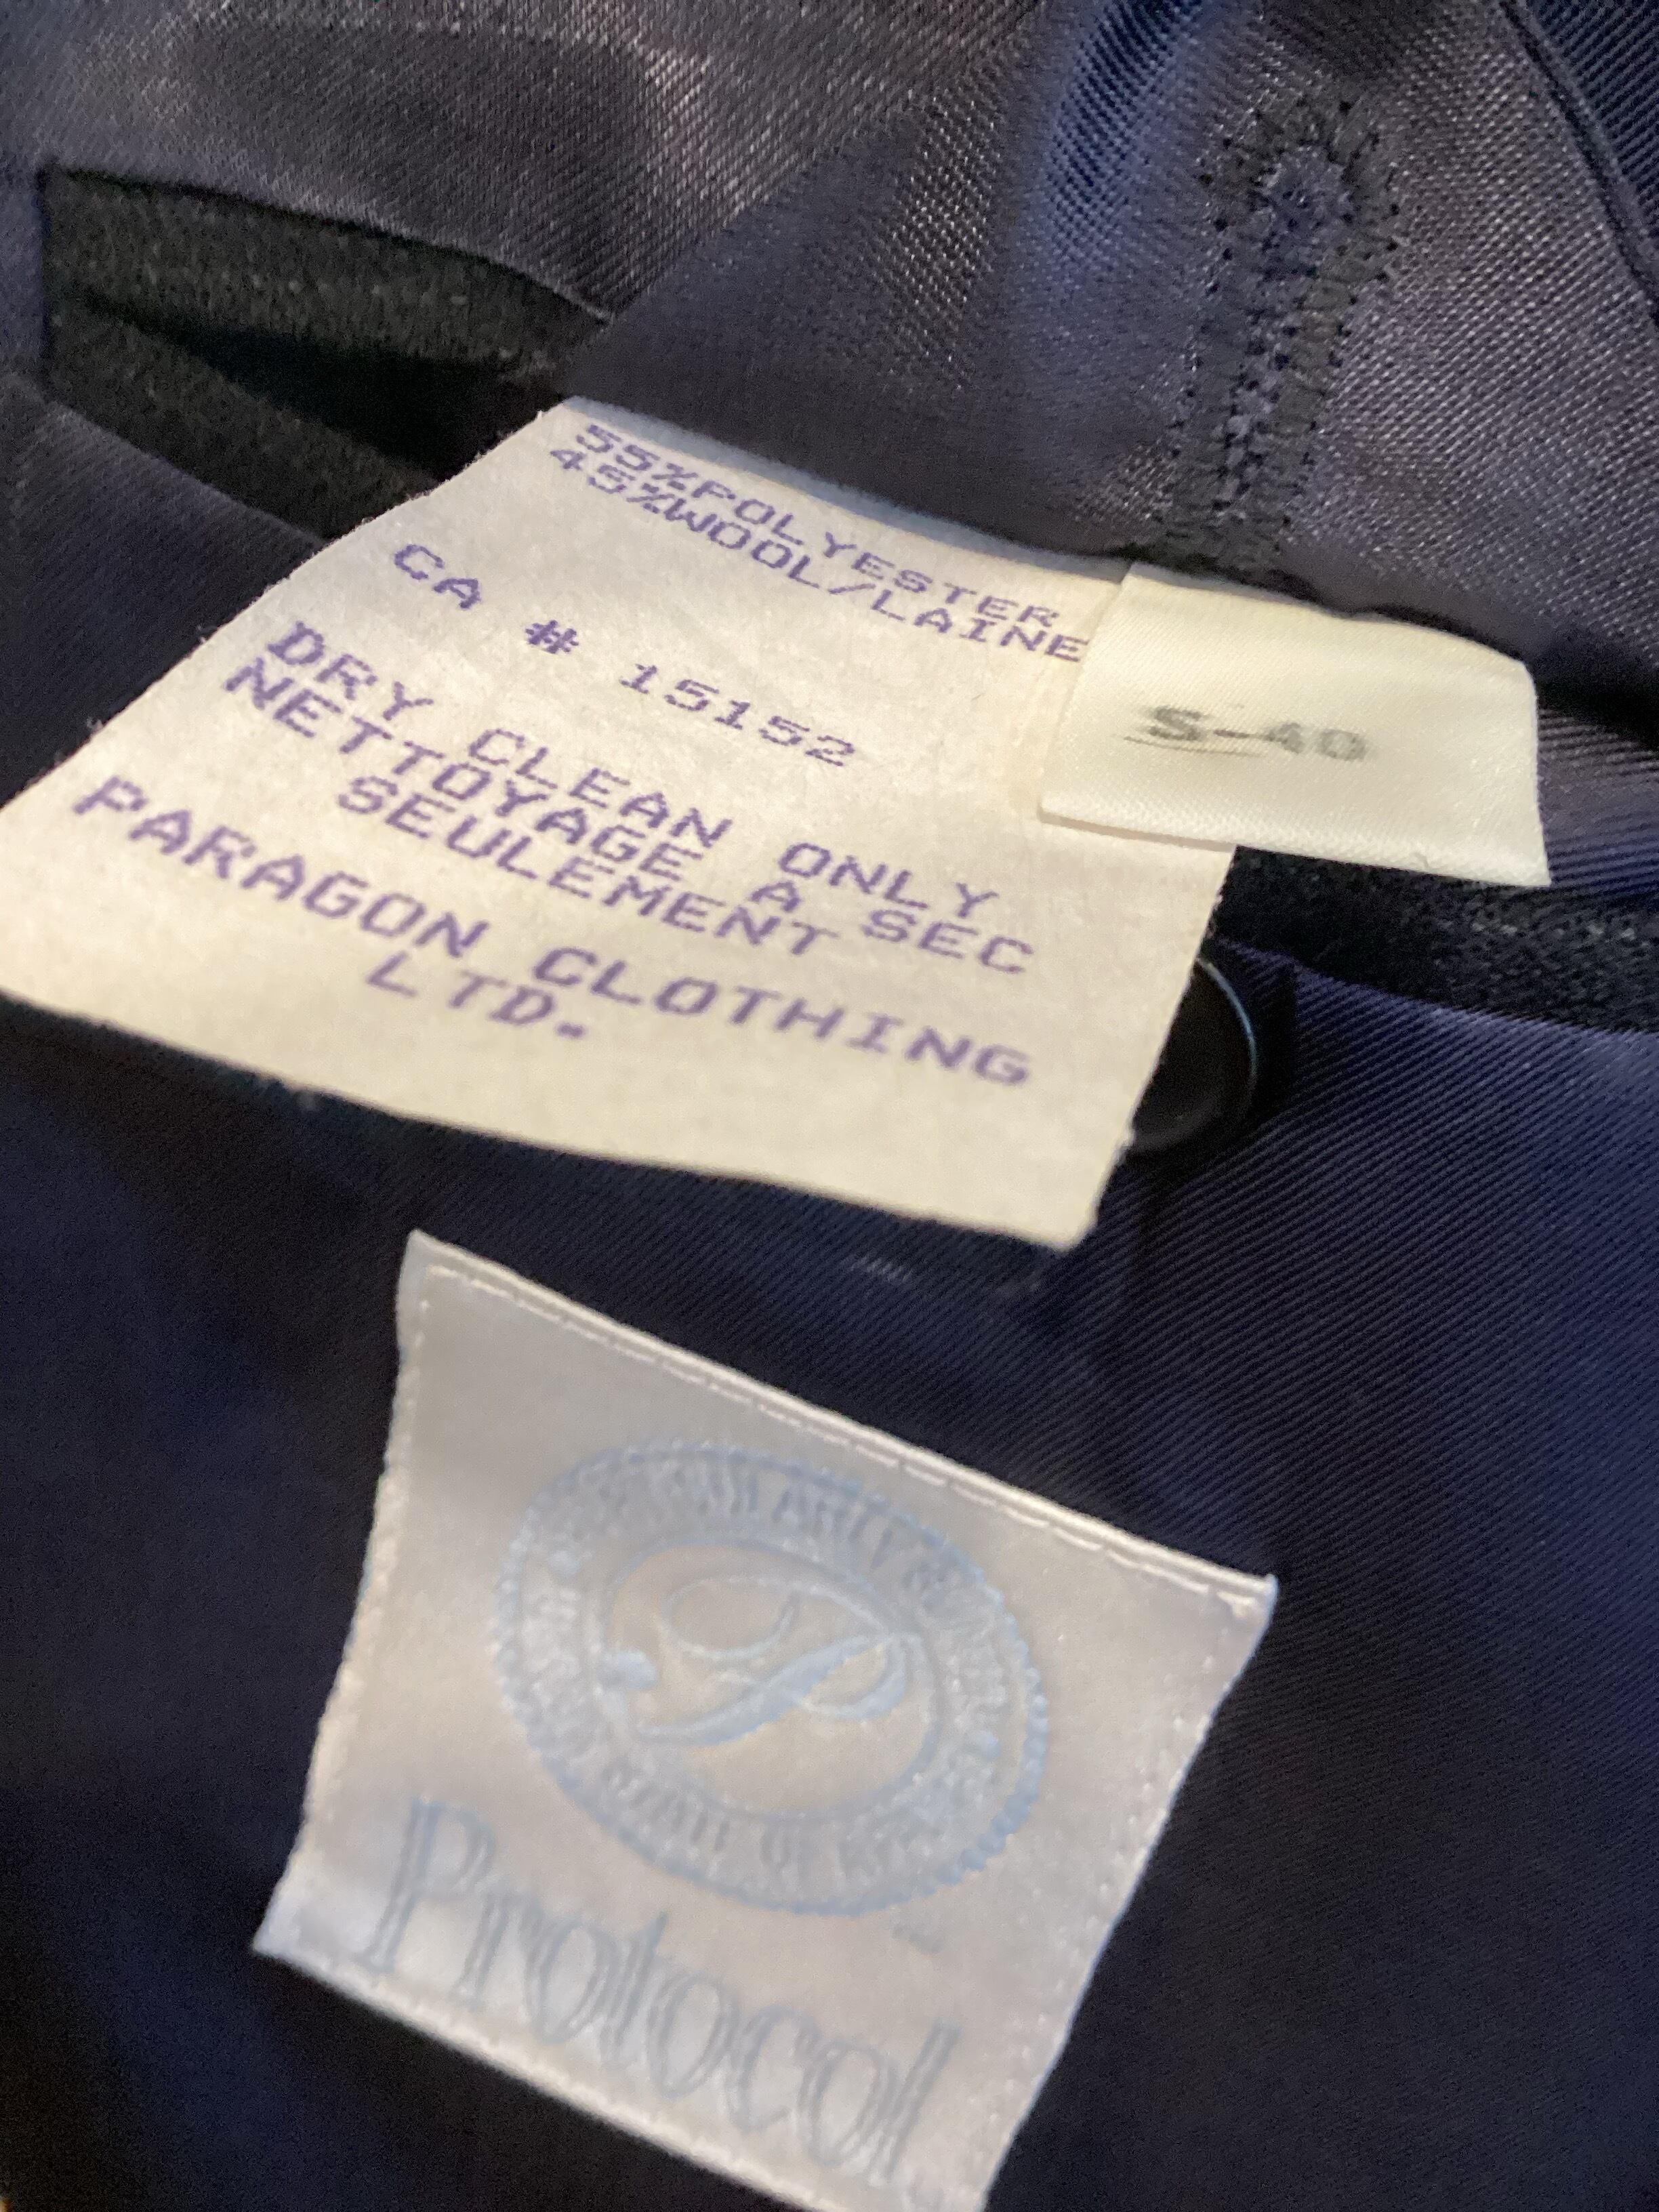 55%POLYESTER
45%WOOL/LAINE
CA # 15152
DRY CLEAN ONLY
NETTOYAGE A SEC
SEULEMENT
PARAGON CLOTHING
LTD.
S-40
P
Protocol